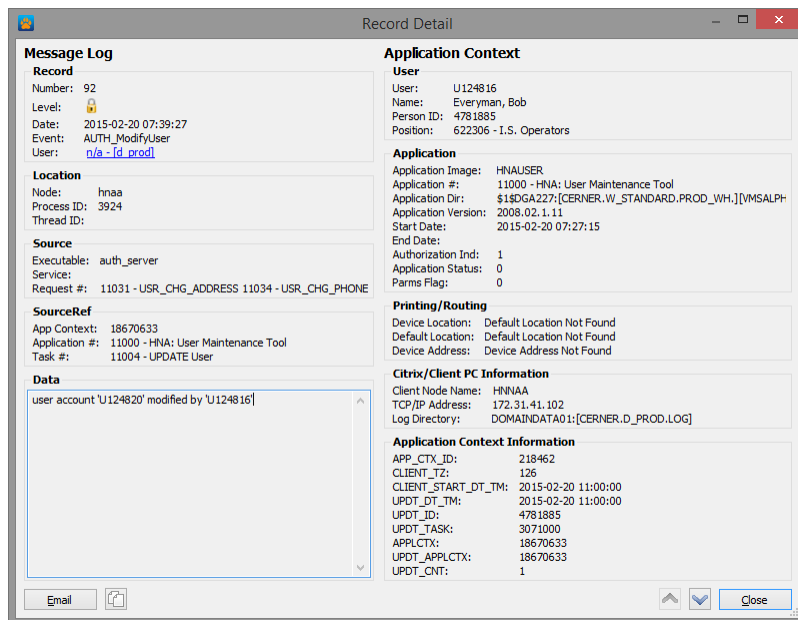 Record Detail
Message Log
Record
Number: 92
Level:
Date: 2015-02-20 07:39:27
Event: AUTH_ModifyUser
User: n/a - [d_prod]
Location
Node: hnaa
Process ID: 3924
Thread ID:
Source
Executable: auth_server
Service:
Request #: 11031 - USR_CHG_ADDRESS 11034 - USR_CHG_PHONE
SourceRef
App Context: 18670633
Application #: 11000 - HNA: User Maintenance Tool
Task #: 11004 - UPDATE User
Data
user account 'U124820' modified by 'U124816'
Email
Application Context
User
User: U124816
Name: Everyman, Bob
Person ID: 4781885
Position: 622306 - I.S. Operators
Application
Application Image: HNAUSER
Application #: 11000 - HNA: User Maintenance Tool
Application Dir: $1$DGA227:[CERNER.W_STANDARD.PROD_WH.][VMSALPH
Application Version: 2008.02.1.11
Start Date: 2015-02-20 07:27:15
End Date:
Authorization Ind: 1
Application Status: 0
Parms Flag: 0
Printing/Routing
Device Location: Default Location Not Found
Default Location: Default Location Not Found
Device Address: Device Address Not Found
Citrix/Client PC Information
Client Node Name: HNNAA
TCP/IP Address: 172.31.41.102
Log Directory: DOMAINDATA01:[CERNER.D_PROD.LOG]
Application Context Information
APP_CTX_ID: 218462
CLIENT_TZ: 126
CLIENT_START_DT_TM: 2015-02-20 11:00:00
UPDT_DT_TM: 2015-02-20 11:00:00
UPDT_ID: 4781885
UPDT_TASK: 3071000
APPLCTX: 18670633
UPDT_APPLCTX: 18670633
UPDT_CNT: 1
Close